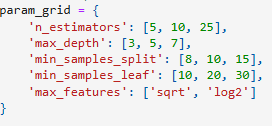 param_grid = {
    'n_estimators': [5, 10, 25],
    'max_depth': [3, 5, 7],
    'min_samples_split': [8, 10, 15],
    'min_samples_leaf': [10, 20, 30],
    'max_features': ['sqrt', 'log2']
}